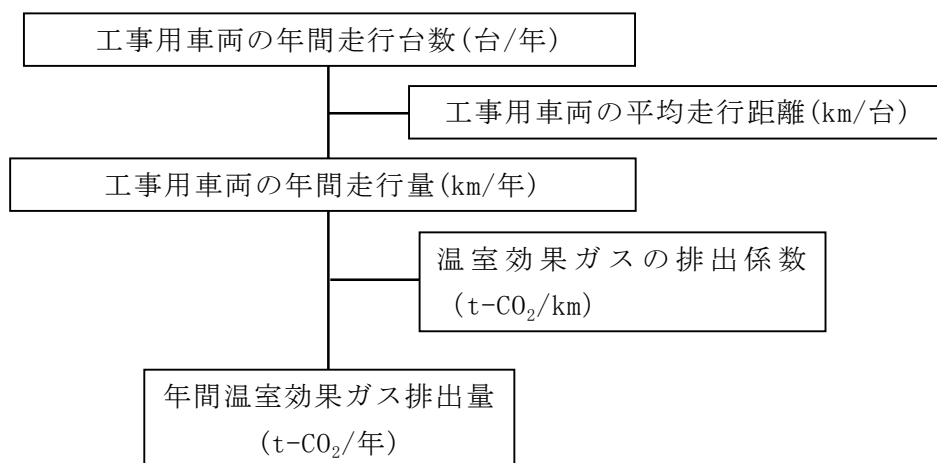 工事用車両の年間走行台数(台/年)
工事用車両の平均走行距離(km/台)
工事用車両の年間走行量(km/年)
温室効果ガスの排出係数
(t-CO₂/km)
年間温室効果ガス排出量
(t-CO₂/年)